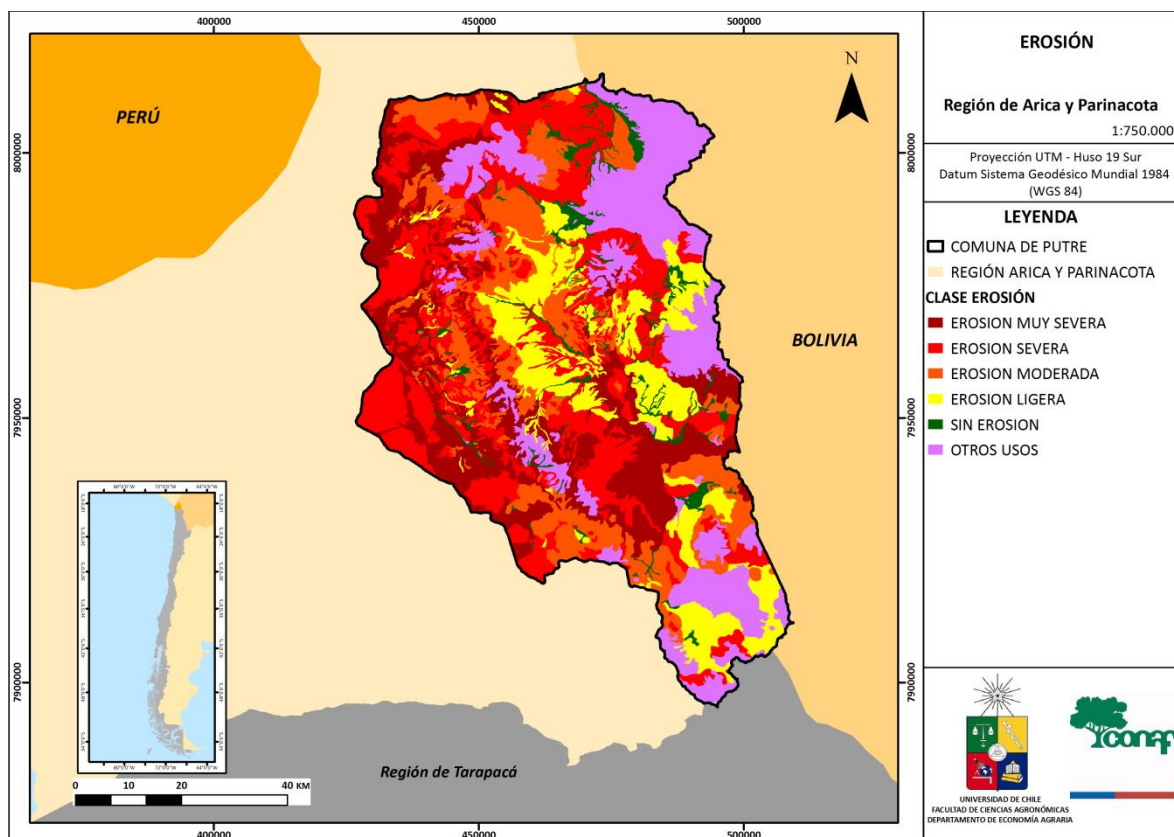 400000
450000
500000
8000000
7950000
7900000
PERÚ
BOLIVIA
N
Región de Tarapacá
0 10 20 40 KM
400000
450000
500000
EROSIÓN
Región de Arica y Parinacota
1:750.000
Proyección UTM - Huso 19 Sur
Datum Sistema Geodésico Mundial 1984
(WGS 84)
LEYENDA
COMUNA DE PUTRE
REGIÓN ARICA Y PARINACOTA
CLASE EROSIÓN
EROSION MUY SEVERA
EROSION SEVERA
EROSION MODERADA
EROSION LIGERA
SIN EROSION
OTROS USOS
UNIVERSIDAD DE CHILE
FACULTAD DE CIENCIAS AGRONÓMICAS
DEPARTAMENTO DE ECONOMÍA AGRARIA
conaf